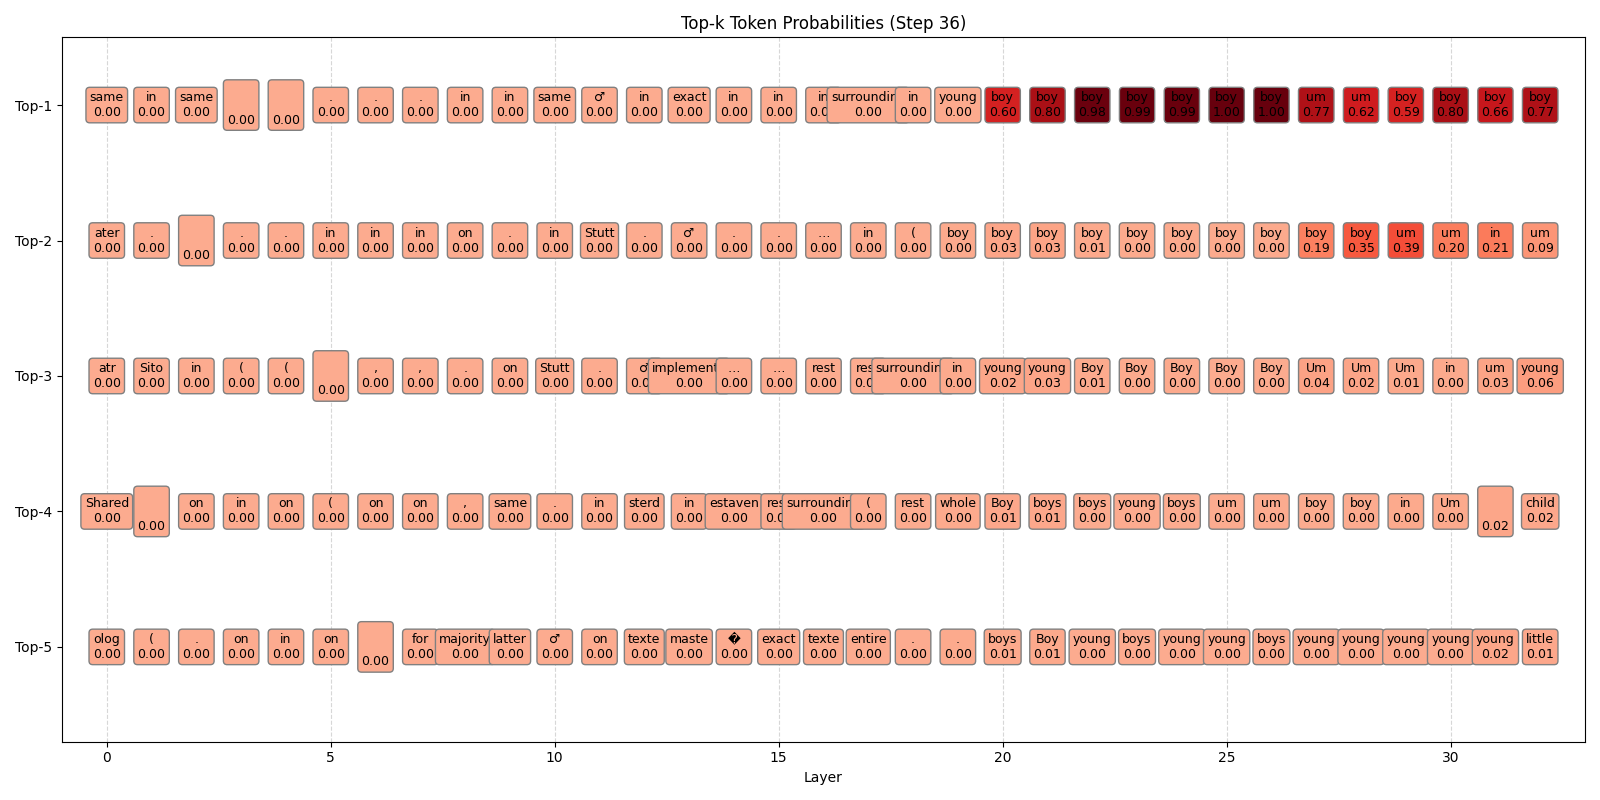 Top-k Token Probabilities (Step 36)
Top-1
same in same . . . in in same ♂ in exact in in in surroundin in young boy boy boy boy boy boy boy um um boy boy boy boy
0.00 0.00 0.00 0.00 0.00 0.00 0.00 0.00 0.00 0.00 0.00 0.00 0.00 0.00 0.00 0.00 0.00 0.00 0.00 0.00 0.60 0.80 0.98 0.99 0.99 1.00 1.00 0.77 0.62 0.59 0.80 0.66 0.77
Top-2
ater . . . in in in on . in Stutt . ♂ . . ... in ( boy boy boy boy boy boy boy boy boy boy um um in um
0.00 0.00 0.00 0.00 0.00 0.00 0.00 0.00 0.00 0.00 0.00 0.00 0.00 0.00 0.00 0.00 0.00 0.00 0.00 0.00 0.03 0.03 0.01 0.00 0.00 0.00 0.00 0.19 0.35 0.39 0.20 0.21 0.09
Top-3
atr Sito in ( ( , , . on Stutt . ♂ implement ... ... rest res surroundin in young young Boy Boy Boy Boy Boy Um Um Um in um young
0.00 0.00 0.00 0.00 0.00 0.00 0.00 0.00 0.00 0.00 0.00 0.00 0.0 0.00 0.00 0.00 0.00 0.0 0.00 0.00 0.02 0.03 0.01 0.00 0.00 0.00 0.00 0.04 0.02 0.01 0.00 0.03 0.06
Top-4
Shared on in on ( on on , same . in sterd in estaven res surroundin ( rest whole Boy boys boys young boys um um boy boy in Um child
0.00 0.00 0.00 0.00 0.00 0.00 0.00 0.00 0.00 0.00 0.00 0.00 0.00 0.00 0.00 0.0 0.00 0.00 0.00 0.00 0.01 0.01 0.00 0.00 0.00 0.00 0.00 0.00 0.00 0.00 0.00 0.02 0.02
Top-5
olog ( . on in on for majority latter ♂ on texte maste � exact texte entire . . boys Boy young boys young young boys young young young young young little
0.00 0.00 0.00 0.00 0.00 0.00 0.00 0.00 0.00 0.00 0.00 0.00 0.00 0.00 0.00 0.00 0.00 0.00 0.00 0.00 0.01 0.01 0.00 0.00 0.00 0.00 0.00 0.00 0.00 0.00 0.00 0.02 0.01
0 5 10 15 20 25 30
Layer